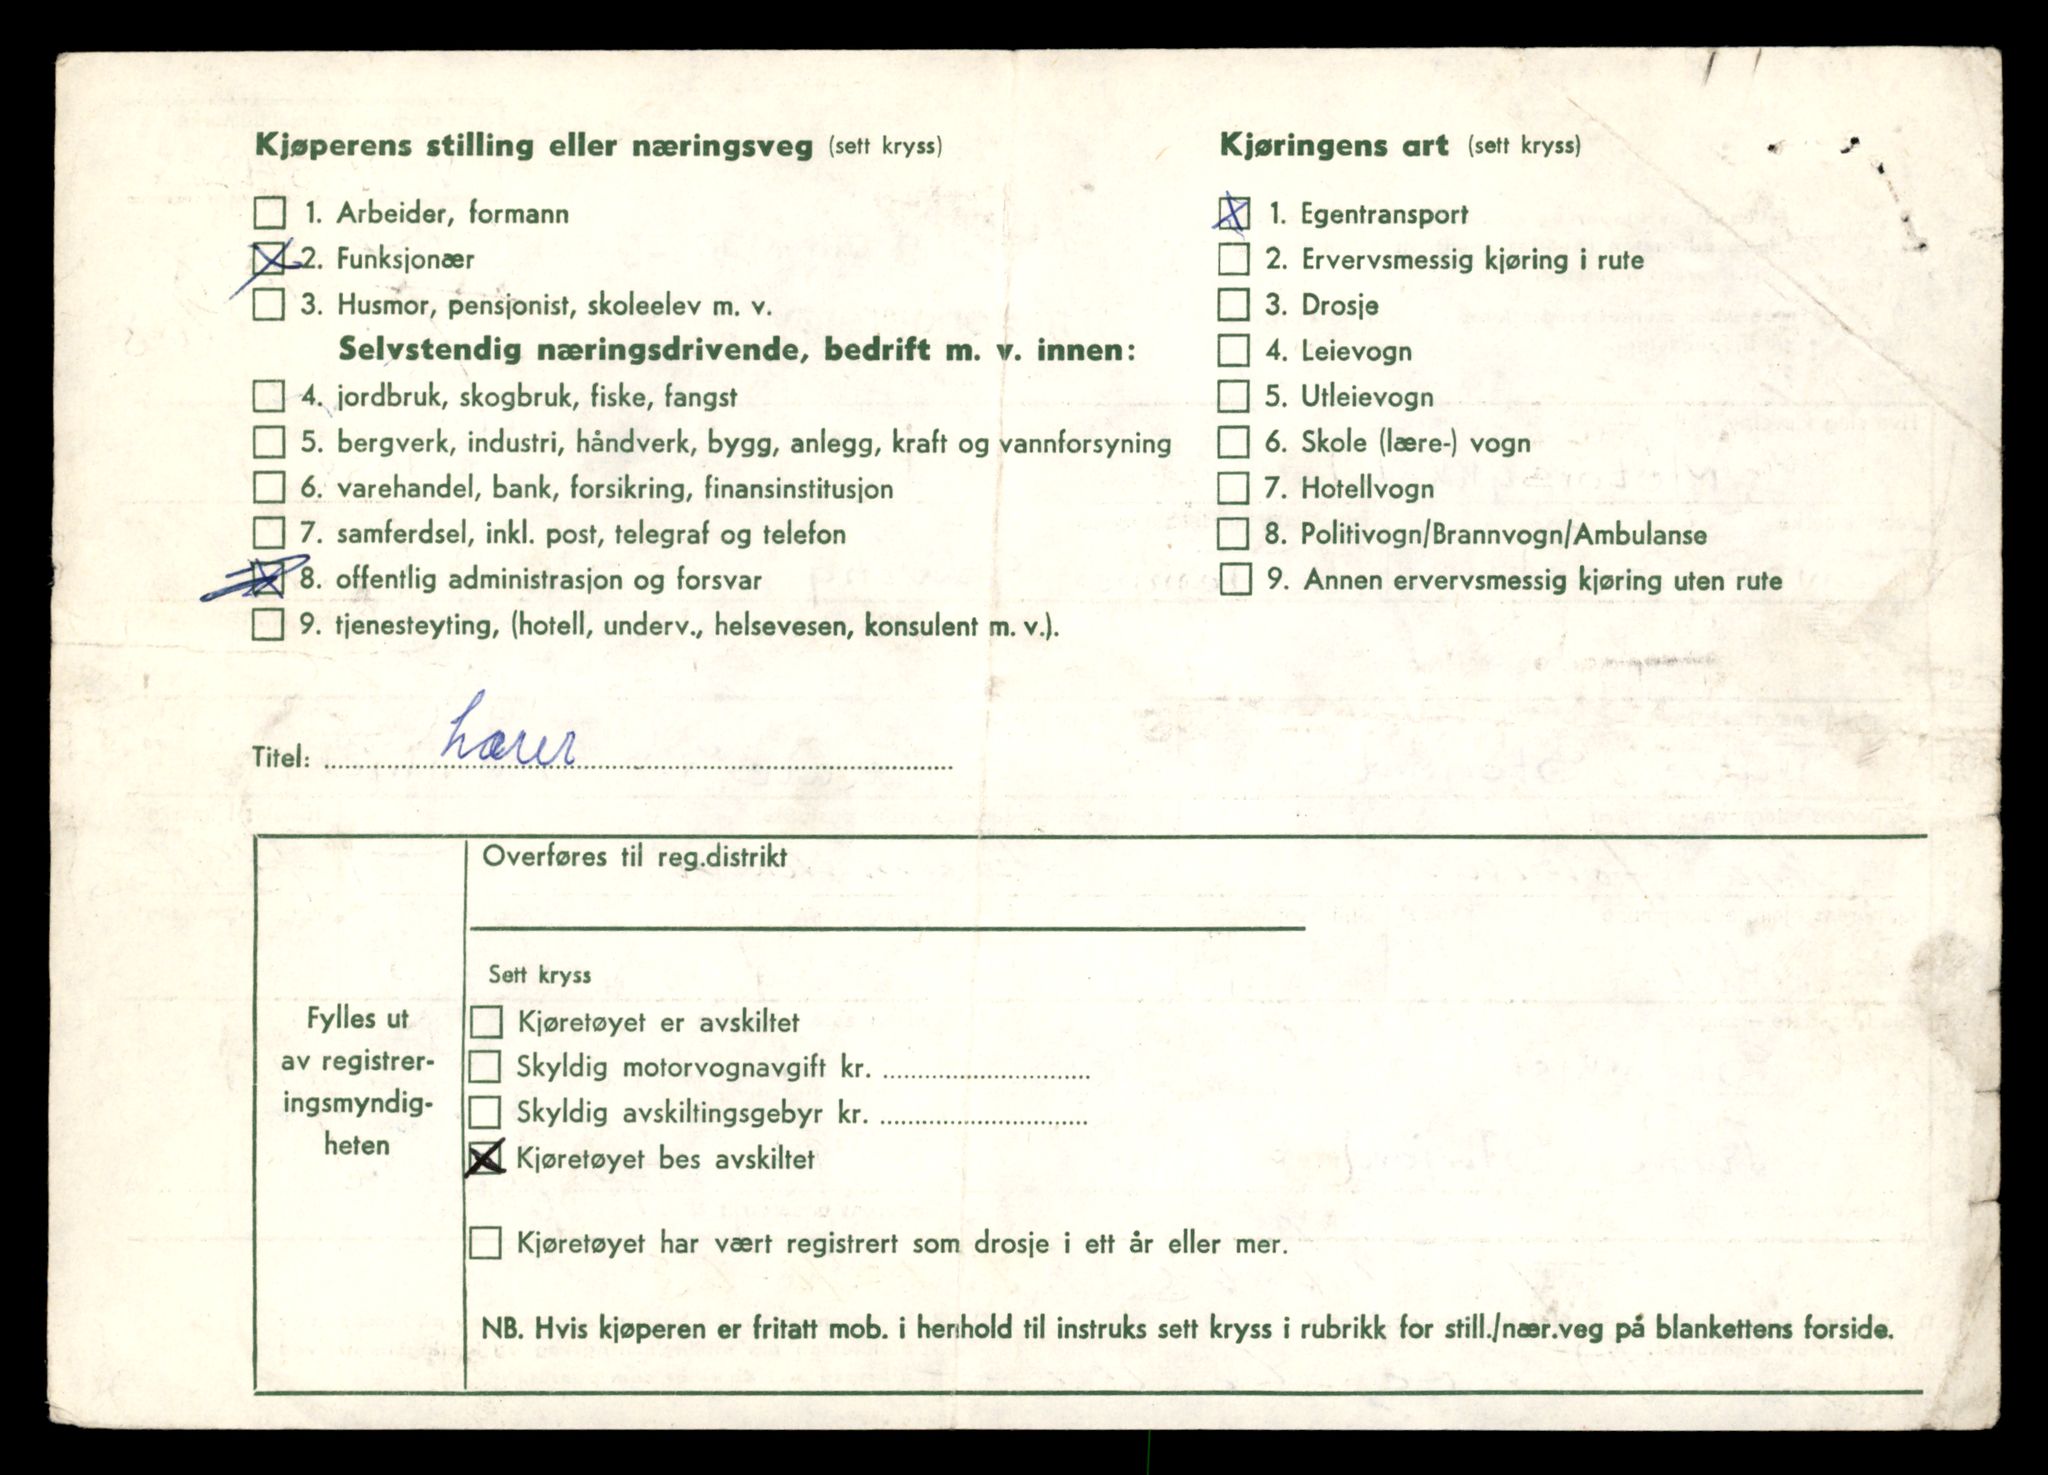 Kjøperens stilling eller næringsveg (sett kryss)
1. Arbeider, formann
2. Funksjonær
3. Husmor, pensjonist, skoleelev m. v.
Selvstendig næringsdrivende, bedrift m. v. innen:
4. jordbruk, skogbruk, fiske, fangst
5. bergverk, industri, håndverk, bygg, anlegg, kraft og vannforsyning
6. varehandel, bank, forsikring, finansinstitusjon
7. samferdsel, inkl. post, telegraf og telefon
8. offentlig administrasjon og forsvar
9. tjenesteyting, (hotell, underv., helsevesen, konsulent m. v.).
Titel: Lærer
Kjøringens art (sett kryss)
1. Egentransport
2. Ervervsmessig kjøring i rute
3. Drosje
4. Leievogn
5. Utleievogn
6. Skole (lære-) vogn
7. Hotellvogn
8. Politivogn/Brannvogn/Ambulanse
9. Annen ervervsmessig kjøring uten rute
Fylles ut
av registrer-
ingsmyndig-
heten
Overføres til reg.distrikt
Sett kryss
Kjøretøyet er avskiltet
Skyldig motorvognavgift kr.
Skyldig avskiltingsgebyr kr.
Kjøretøyet bes avskiltet
Kjøretøyet har vært registrert som drosje i ett år eller mer.
NB. Hvis kjøperen er fritatt mob. i henhold til instruks sett kryss i rubrikk for still./nær.veg på blankettens forside.